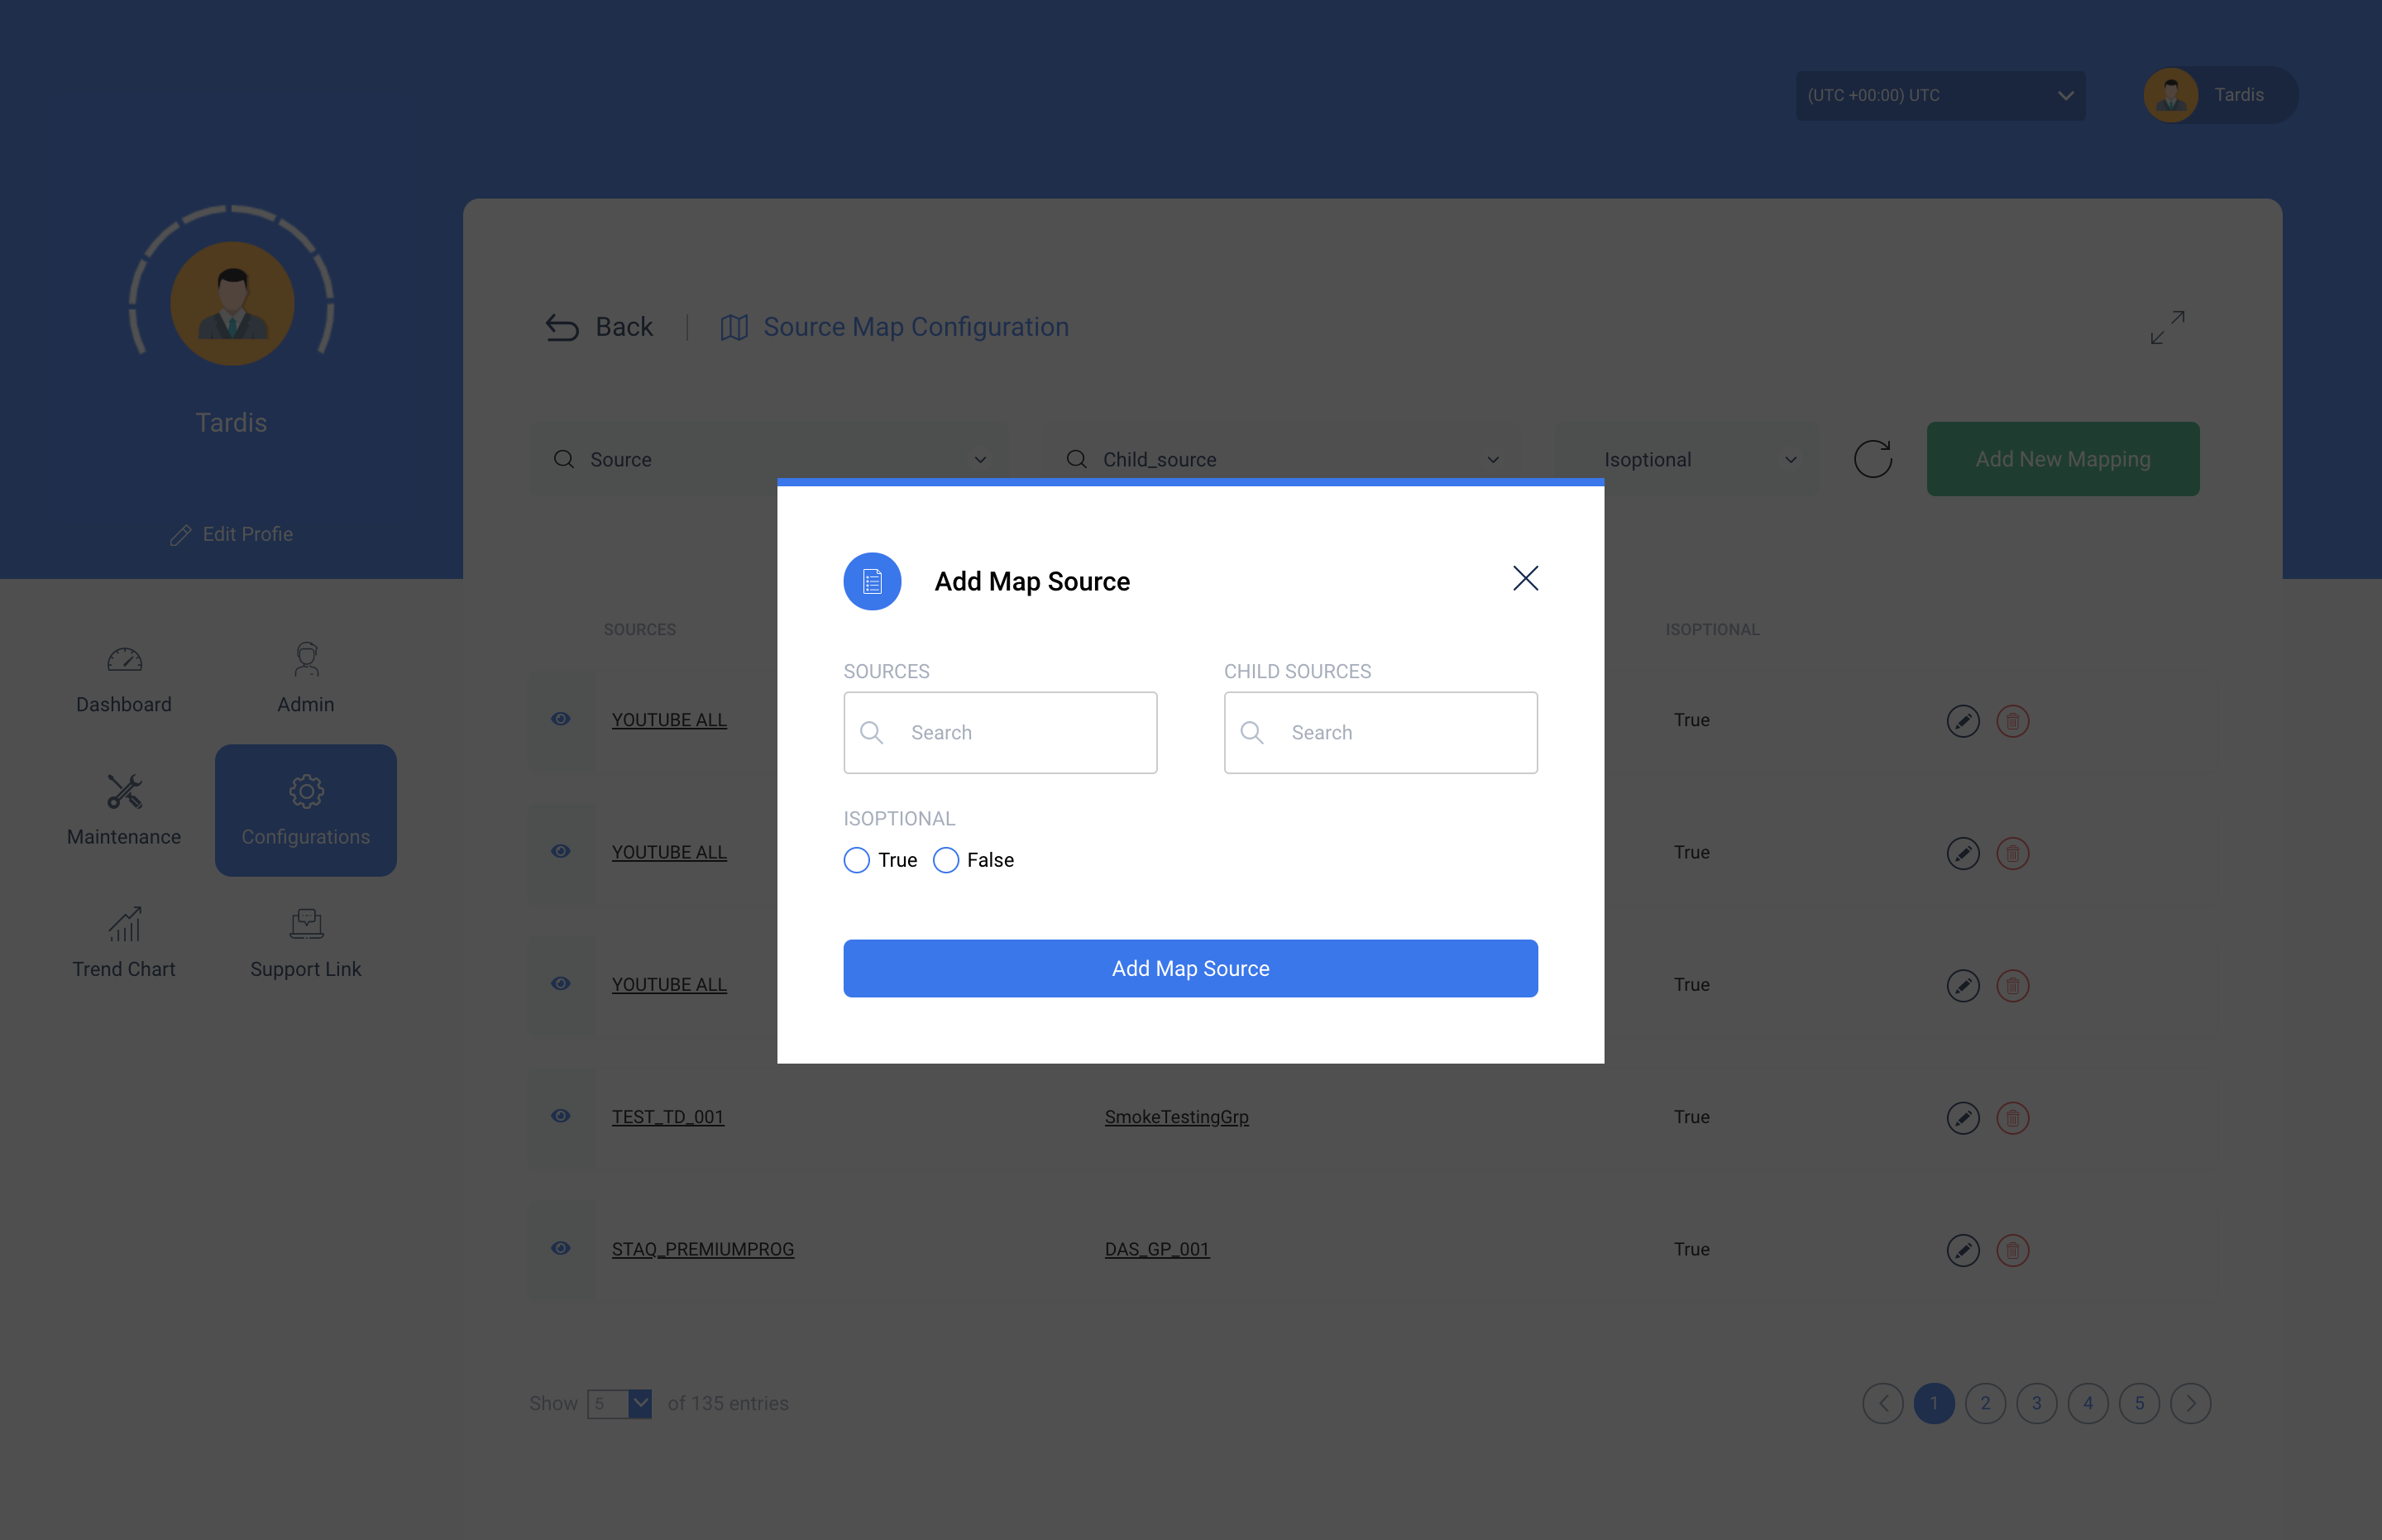 (UTC +00:00) UTC
Tardis
Tardis
Edit Profie
Dashboard
Admin
Maintenance
Configurations
Trend Chart
Support Link
Back
Source Map Configuration
Source
Child_source
Isoptional
Add New Mapping
SOURCES
ISOPTIONAL
YOUTUBE ALL
True
YOUTUBE ALL
True
YOUTUBE ALL
True
TEST_TD_001
SmokeTestingGrp
True
STAQ_PREMIUMPROG
DAS_GP_001
True
Show 5 of 135 entries
1 2 3 4 5
Add Map Source
SOURCES
CHILD SOURCES
Search
Search
ISOPTIONAL
True
False
Add Map Source